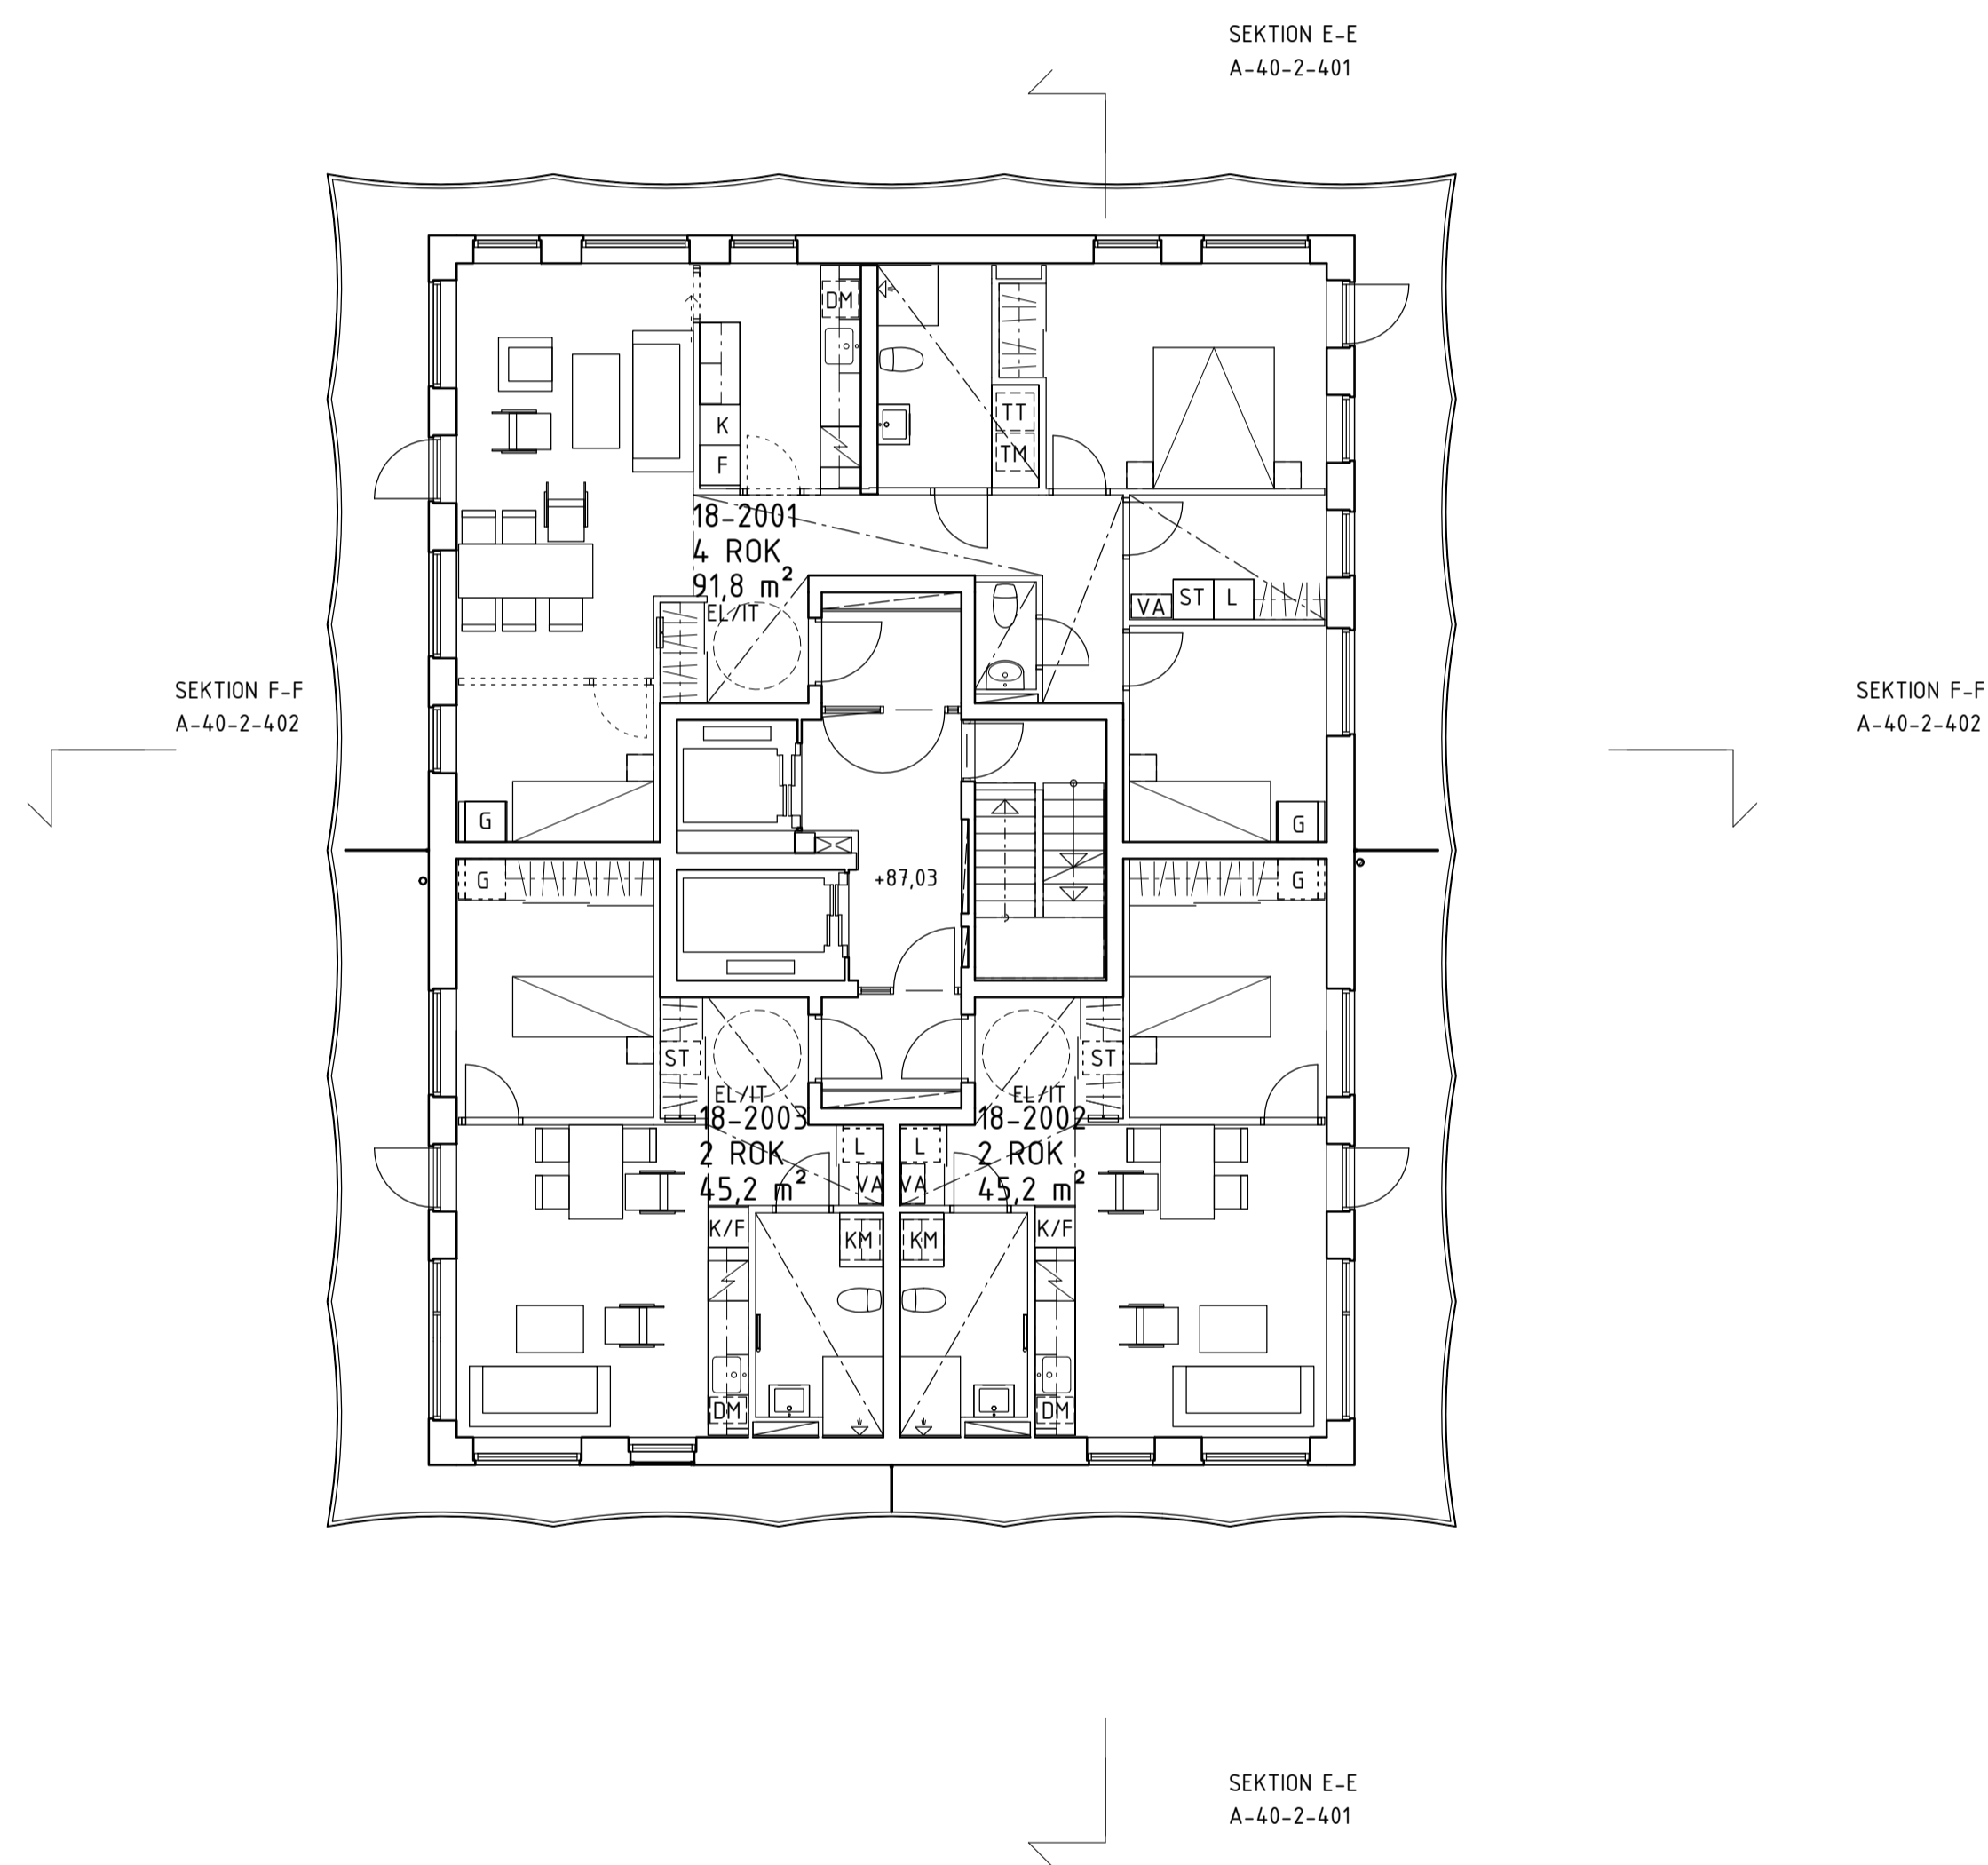 SEKTION E-E
A-40-2-401
DM
K
F
TT
TM
18-2001
4 ROK
91,8 m²
EL/IT
VA
ST
L
SEKTION F-F
A-40-2-402
SEKTION F-F
A-40-2-402
G
G
G
+87,03
G
ST
ST
EL/IT
EL/IT
18-2003
2 ROK
45,2 m²
18-2002
2 ROK
45,2 m²
L
L
VA
VA
K/F
KM
KM
K/F
DM
DM
SEKTION E-E
A-40-2-401